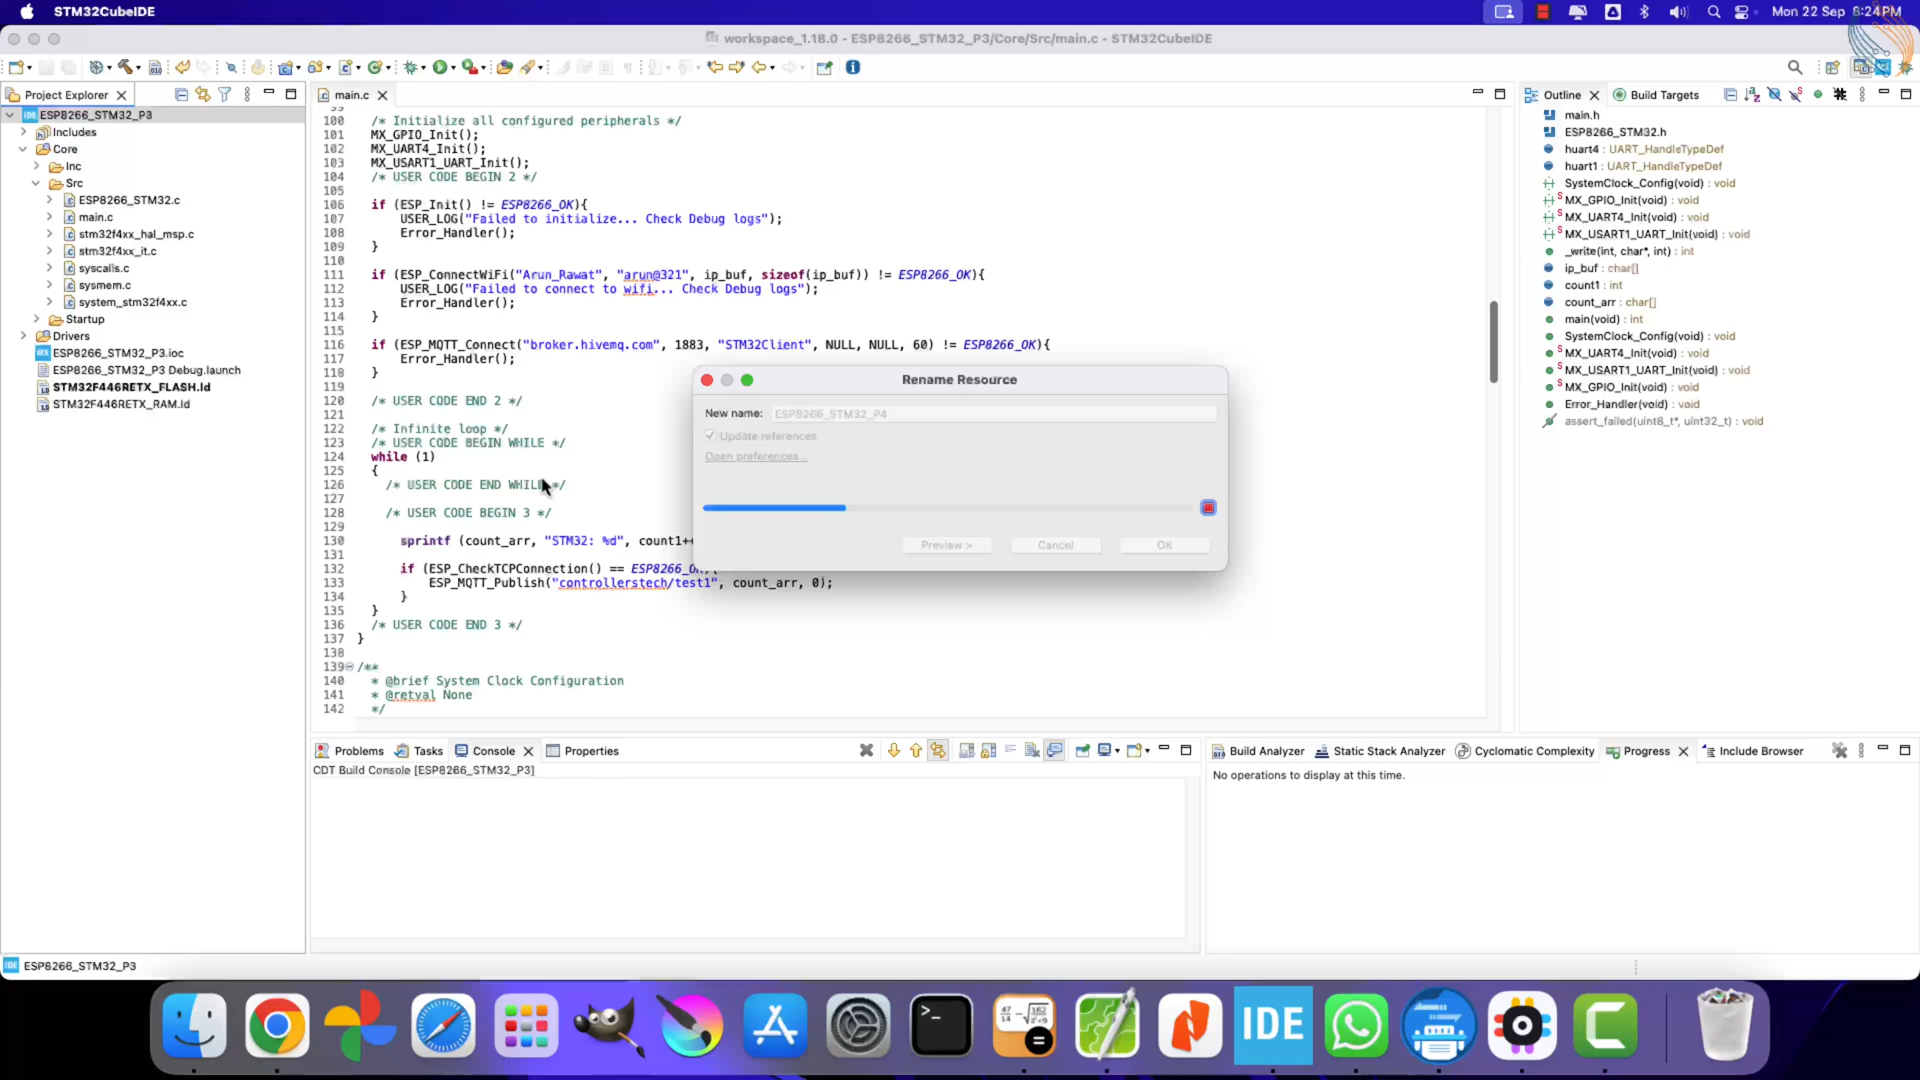 STM32CubeIDE
Mon 22 Sep 8:24PM
workspace_1.18.0 - ESP8266_STM32_P3/Core/Src/main.c - STM32CubeIDE
Project Explorer
ESP8266_STM32_P3
Includes
Core
Inc
Src
ESP8266_STM32.c
main.c
stm32f4xx_hal_msp.c
stm32f4xx_it.c
syscalls.c
sysmem.c
system_stm32f4xx.c
Startup
Drivers
ESP8266_STM32_P3.ioc
ESP8266_STM32_P3 Debug.launch
STM32F446RETX_FLASH.ld
STM32F446RETX_RAM.ld
main.c
99
100 /* Initialize all configured peripherals */
101 MX_GPIO_Init();
102 MX_UART4_Init();
103 MX_USART1_UART_Init();
104 /* USER CODE BEGIN 2 */
105
106 if (ESP_Init() != ESP8266_OK){
107 USER_LOG("Failed to initialize... Check Debug logs");
108 Error_Handler();
109 }
110
111 if (ESP_ConnectWiFi("Arun_Rawat", "arun@321", ip_buf, sizeof(ip_buf)) != ESP8266_OK){
112 USER_LOG("Failed to connect to wifi... Check Debug logs");
113 Error_Handler();
114 }
115
116 if (ESP_MQTT_Connect("broker.hivemq.com", 1883, "STM32Client", NULL, NULL, 60) != ESP8266_OK){
117 Error_Handler();
118 }
119
120 /* USER CODE END 2 */
121
122 /* Infinite loop */
123 /* USER CODE BEGIN WHILE */
124 while (1)
125 {
126 /* USER CODE END WHILE */
127
128 /* USER CODE BEGIN 3 */
129
130 sprintf (count_arr, "STM32: %d", count1++
131
132 if (ESP_CheckTCPConnection() == ESP8266_OK){
133 ESP_MQTT_Publish("controllerstech/test1", count_arr, 0);
134 }
135 }
136 /* USER CODE END 3 */
137 }
138
139 /**
140 * @brief System Clock Configuration
141 * @retval None
142 */
Rename Resource
New name: ESP8266_STM32_P4
Update references
Open preferences...
Preview >
Cancel
OK
Outline
Build Targets
main.h
ESP8266_STM32.h
huart4 : UART_HandleTypeDef
huart1 : UART_HandleTypeDef
SystemClock_Config(void) : void
MX_GPIO_Init(void) : void
MX_UART4_Init(void) : void
MX_USART1_UART_Init(void) : void
_write(int, char*, int) : int
ip_buf : char[]
count1 : int
count_arr : char[]
main(void) : int
SystemClock_Config(void) : void
MX_UART4_Init(void) : void
MX_USART1_UART_Init(void) : void
MX_GPIO_Init(void) : void
Error_Handler(void) : void
assert_failed(uint8_t*, uint32_t) : void
Problems
Tasks
Console
Properties
CDT Build Console [ESP8266_STM32_P3]
Build Analyzer
Static Stack Analyzer
Cyclomatic Complexity
Progress
Include Browser
No operations to display at this time.
IDE ESP8266_STM32_P3
IDE